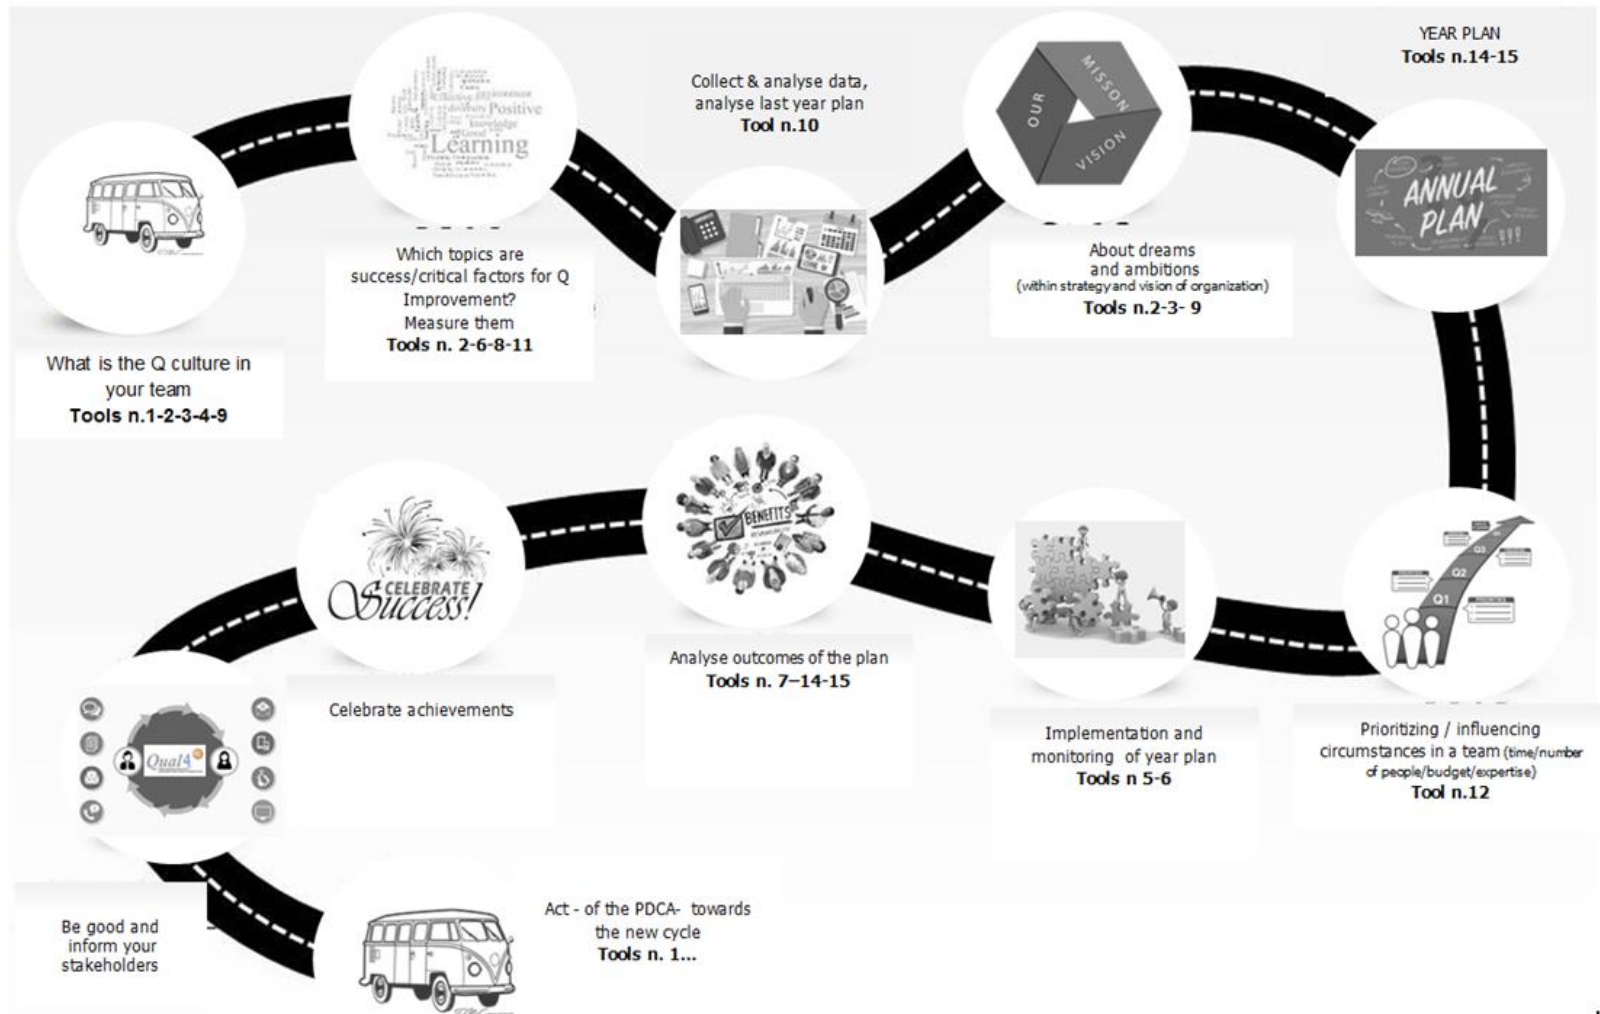 What is the Q culture in
your team
Tools n.1-2-3-4-9
Positive
knowledge
Good
Learning
Which topics are
success/critical factors for Q
Improvement?
Measure them
Tools n. 2-6-8-11
Collect & analyse data,
analyse last year plan
Tool n.10
OUR
MISSON
VISION
About dreams
and ambitions
(within strategy and vision of organization)
Tools n.2-3- 9
YEAR PLAN
Tools n.14-15
ANNUAL
PLAN
Q3
Q2
Q1
Prioritizing / influencing
circumstances in a team (time/number
of people/budget/expertise)
Tool n.12
Implementation and
monitoring of year plan
Tools n 5-6
BENEFITS
Analyse outcomes of the plan
Tools n. 7–14-15
CELEBRATE
Success!
Celebrate achievements
Qual4
Be good and
inform your
stakeholders
Act - of the PDCA- towards
the new cycle
Tools n. 1...